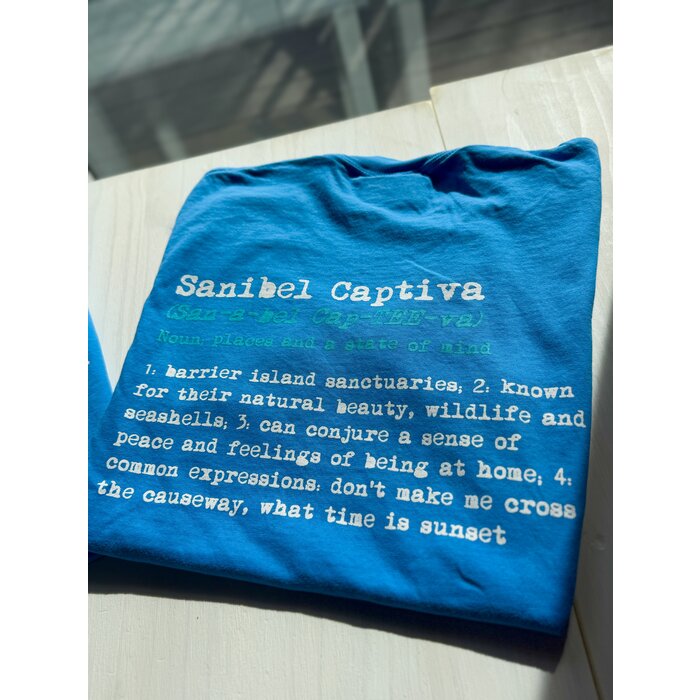 Sanibel Captiva
(San-a-bel Cap-TEE-va)
Noun-places and a state of mind
1: barrier island sanctuaries; 2: known
for their natural beauty, wildlife and
seashells; 3: can conjure a sense of
peace and feelings of being at home; 4:
common expressions: don't make me cross
the causeway, what time is sunset